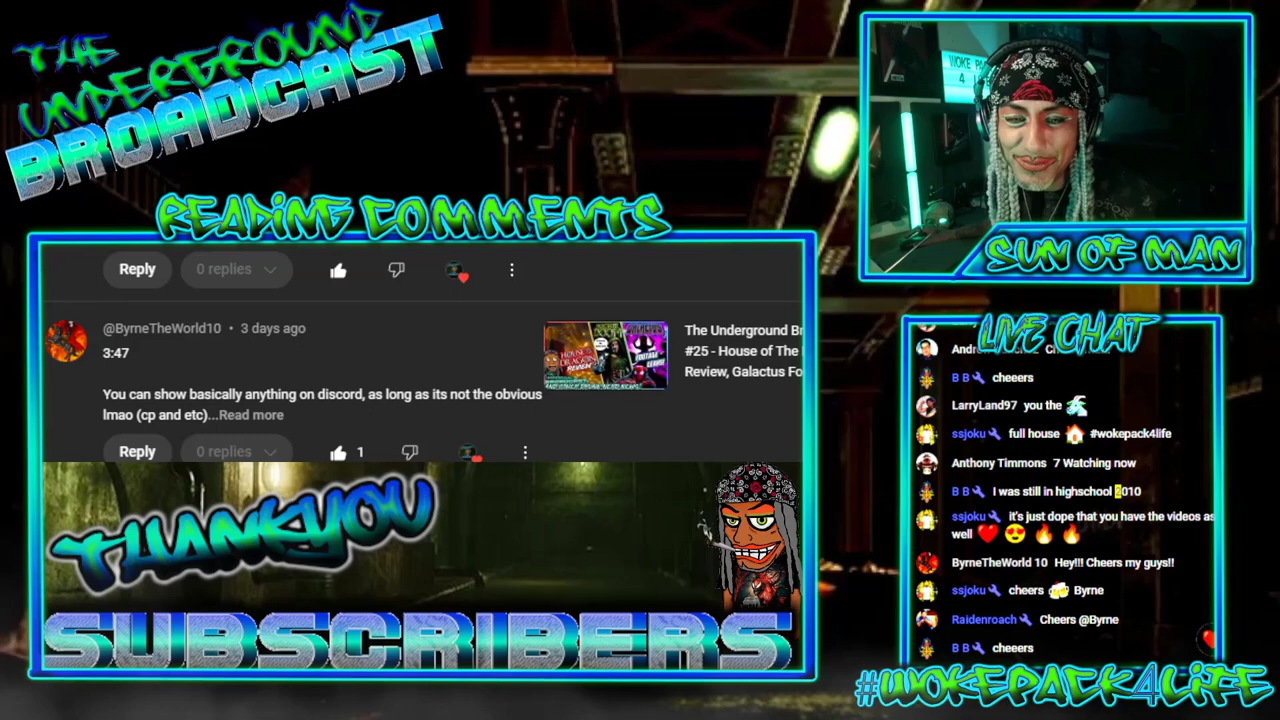 THE
UNDERGROUND
BROADCAST
READING COMMENTS
Reply 0 replies
@ByrneTheWorld10 • 3 days ago
3:47
You can show basically anything on discord, as long as its not the obvious
lmao (cp and etc)...Read more
Reply 0 replies 1
The Underground Br
#25 - House of The
Review, Galactus Fo
THANKYOU
SUBSCRIBERS
WOKE PA
4 L
SUN OF MAN
LIVE CHAT
B B cheeers
LarryLand97 you the
ssjoku full house #wokepack4life
Anthony Timmons 7 Watching now
B B I was still in highschool 2010
ssjoku it's just dope that you have the videos as
well
ByrneTheWorld 10 Hey!!! Cheers my guys!!
ssjoku cheers Byrne
Raidenroach Cheers @Byrne
B B cheeers
#WOKEPACK4LIFE